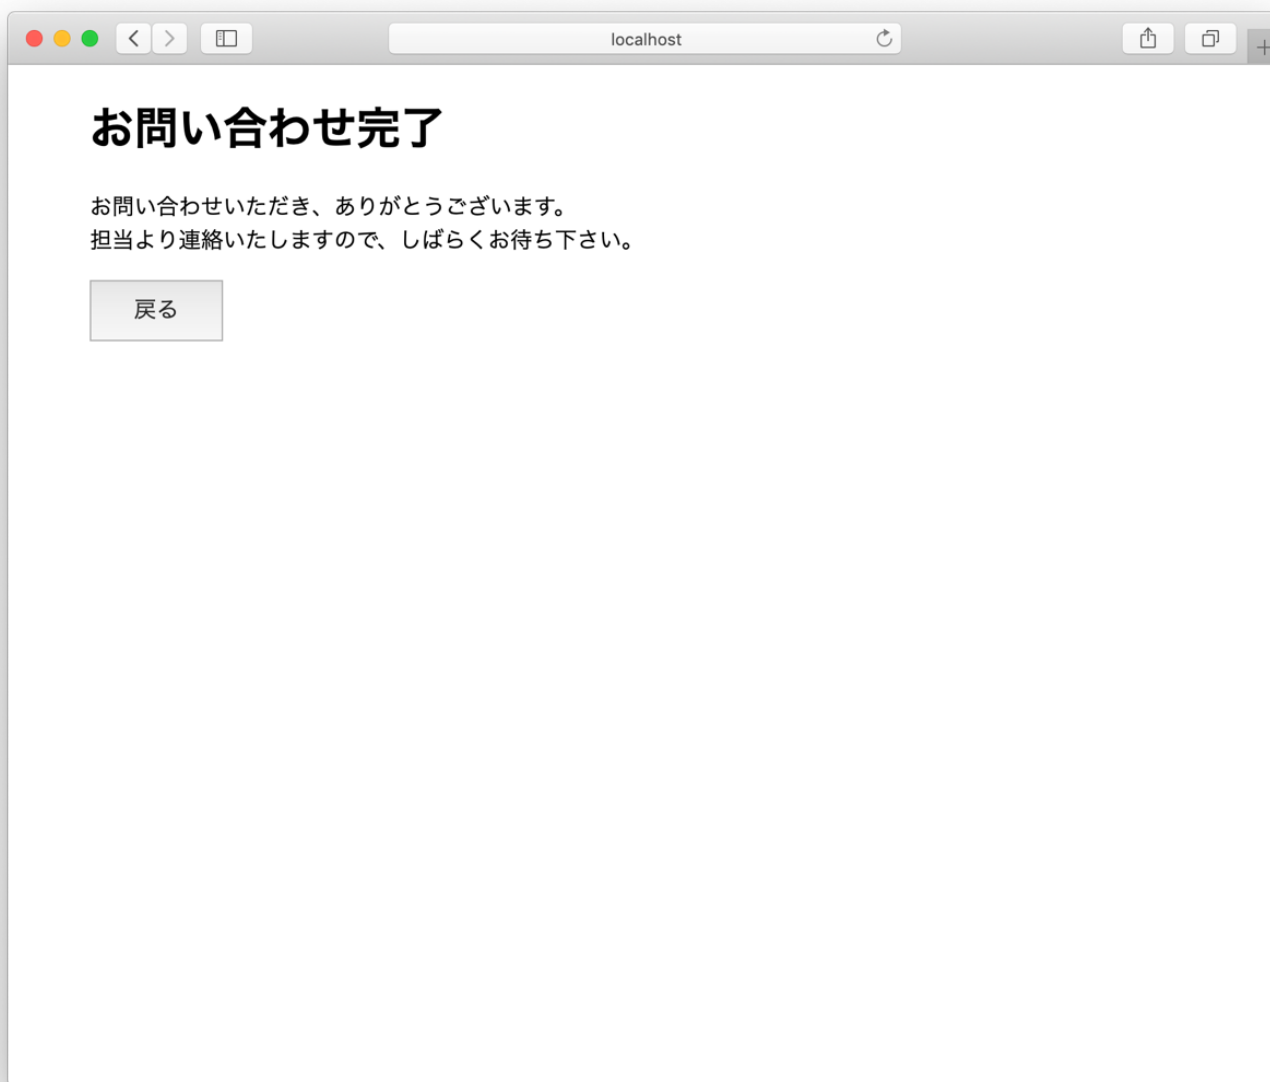 localhost
お問い合わせ完了
お問い合わせいただき、ありがとうございます。
担当より連絡いたしますので、しばらくお待ち下さい。
戻る